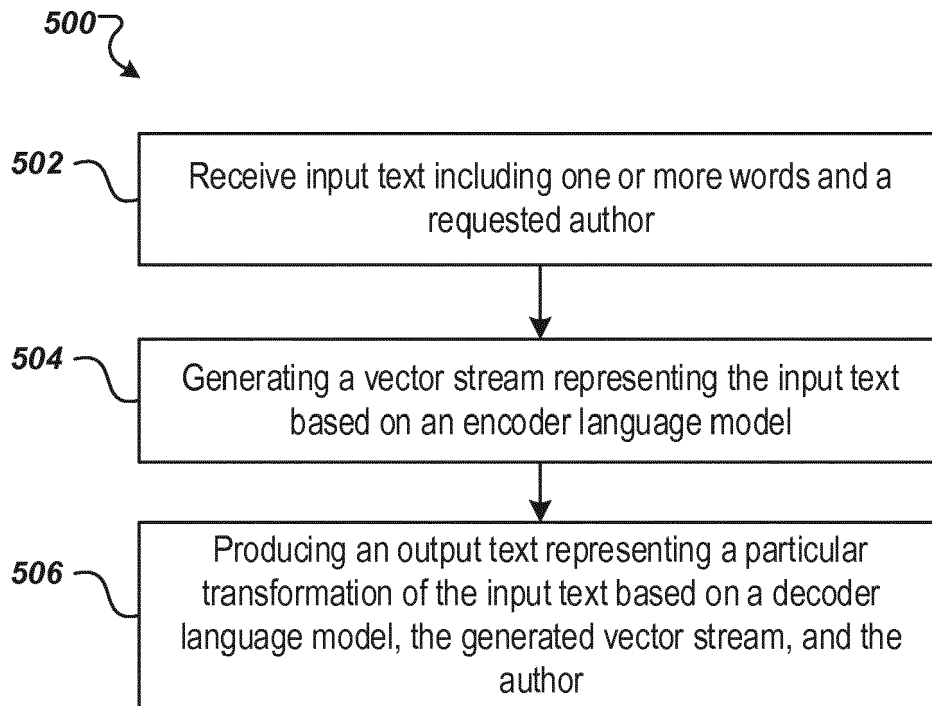 500
502
Receive input text including one or more words and a
requested author
504
Generating a vector stream representing the input text
based on an encoder language model
506
Producing an output text representing a particular
transformation of the input text based on a decoder
language model, the generated vector stream, and the
author